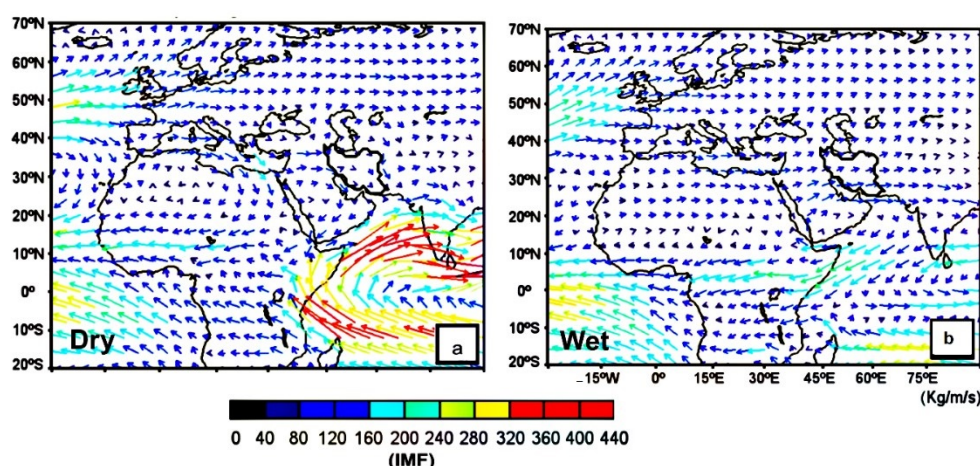 70ºN
60ºN
50ºN
40ºN
30ºN
20ºN
10ºN
0º
10ºS
20ºS
Dry
a
70ºN
60ºN
50ºN
40ºN
30ºN
20ºN
10ºN
0º
10ºS
20ºS
Wet
b
15ºW 0º 15ºE 30ºE 45ºE 60ºE 75ºE
(Kg/m/s)
0 40 80 120 160 200 240 280 320 360 400 440
(IMF)